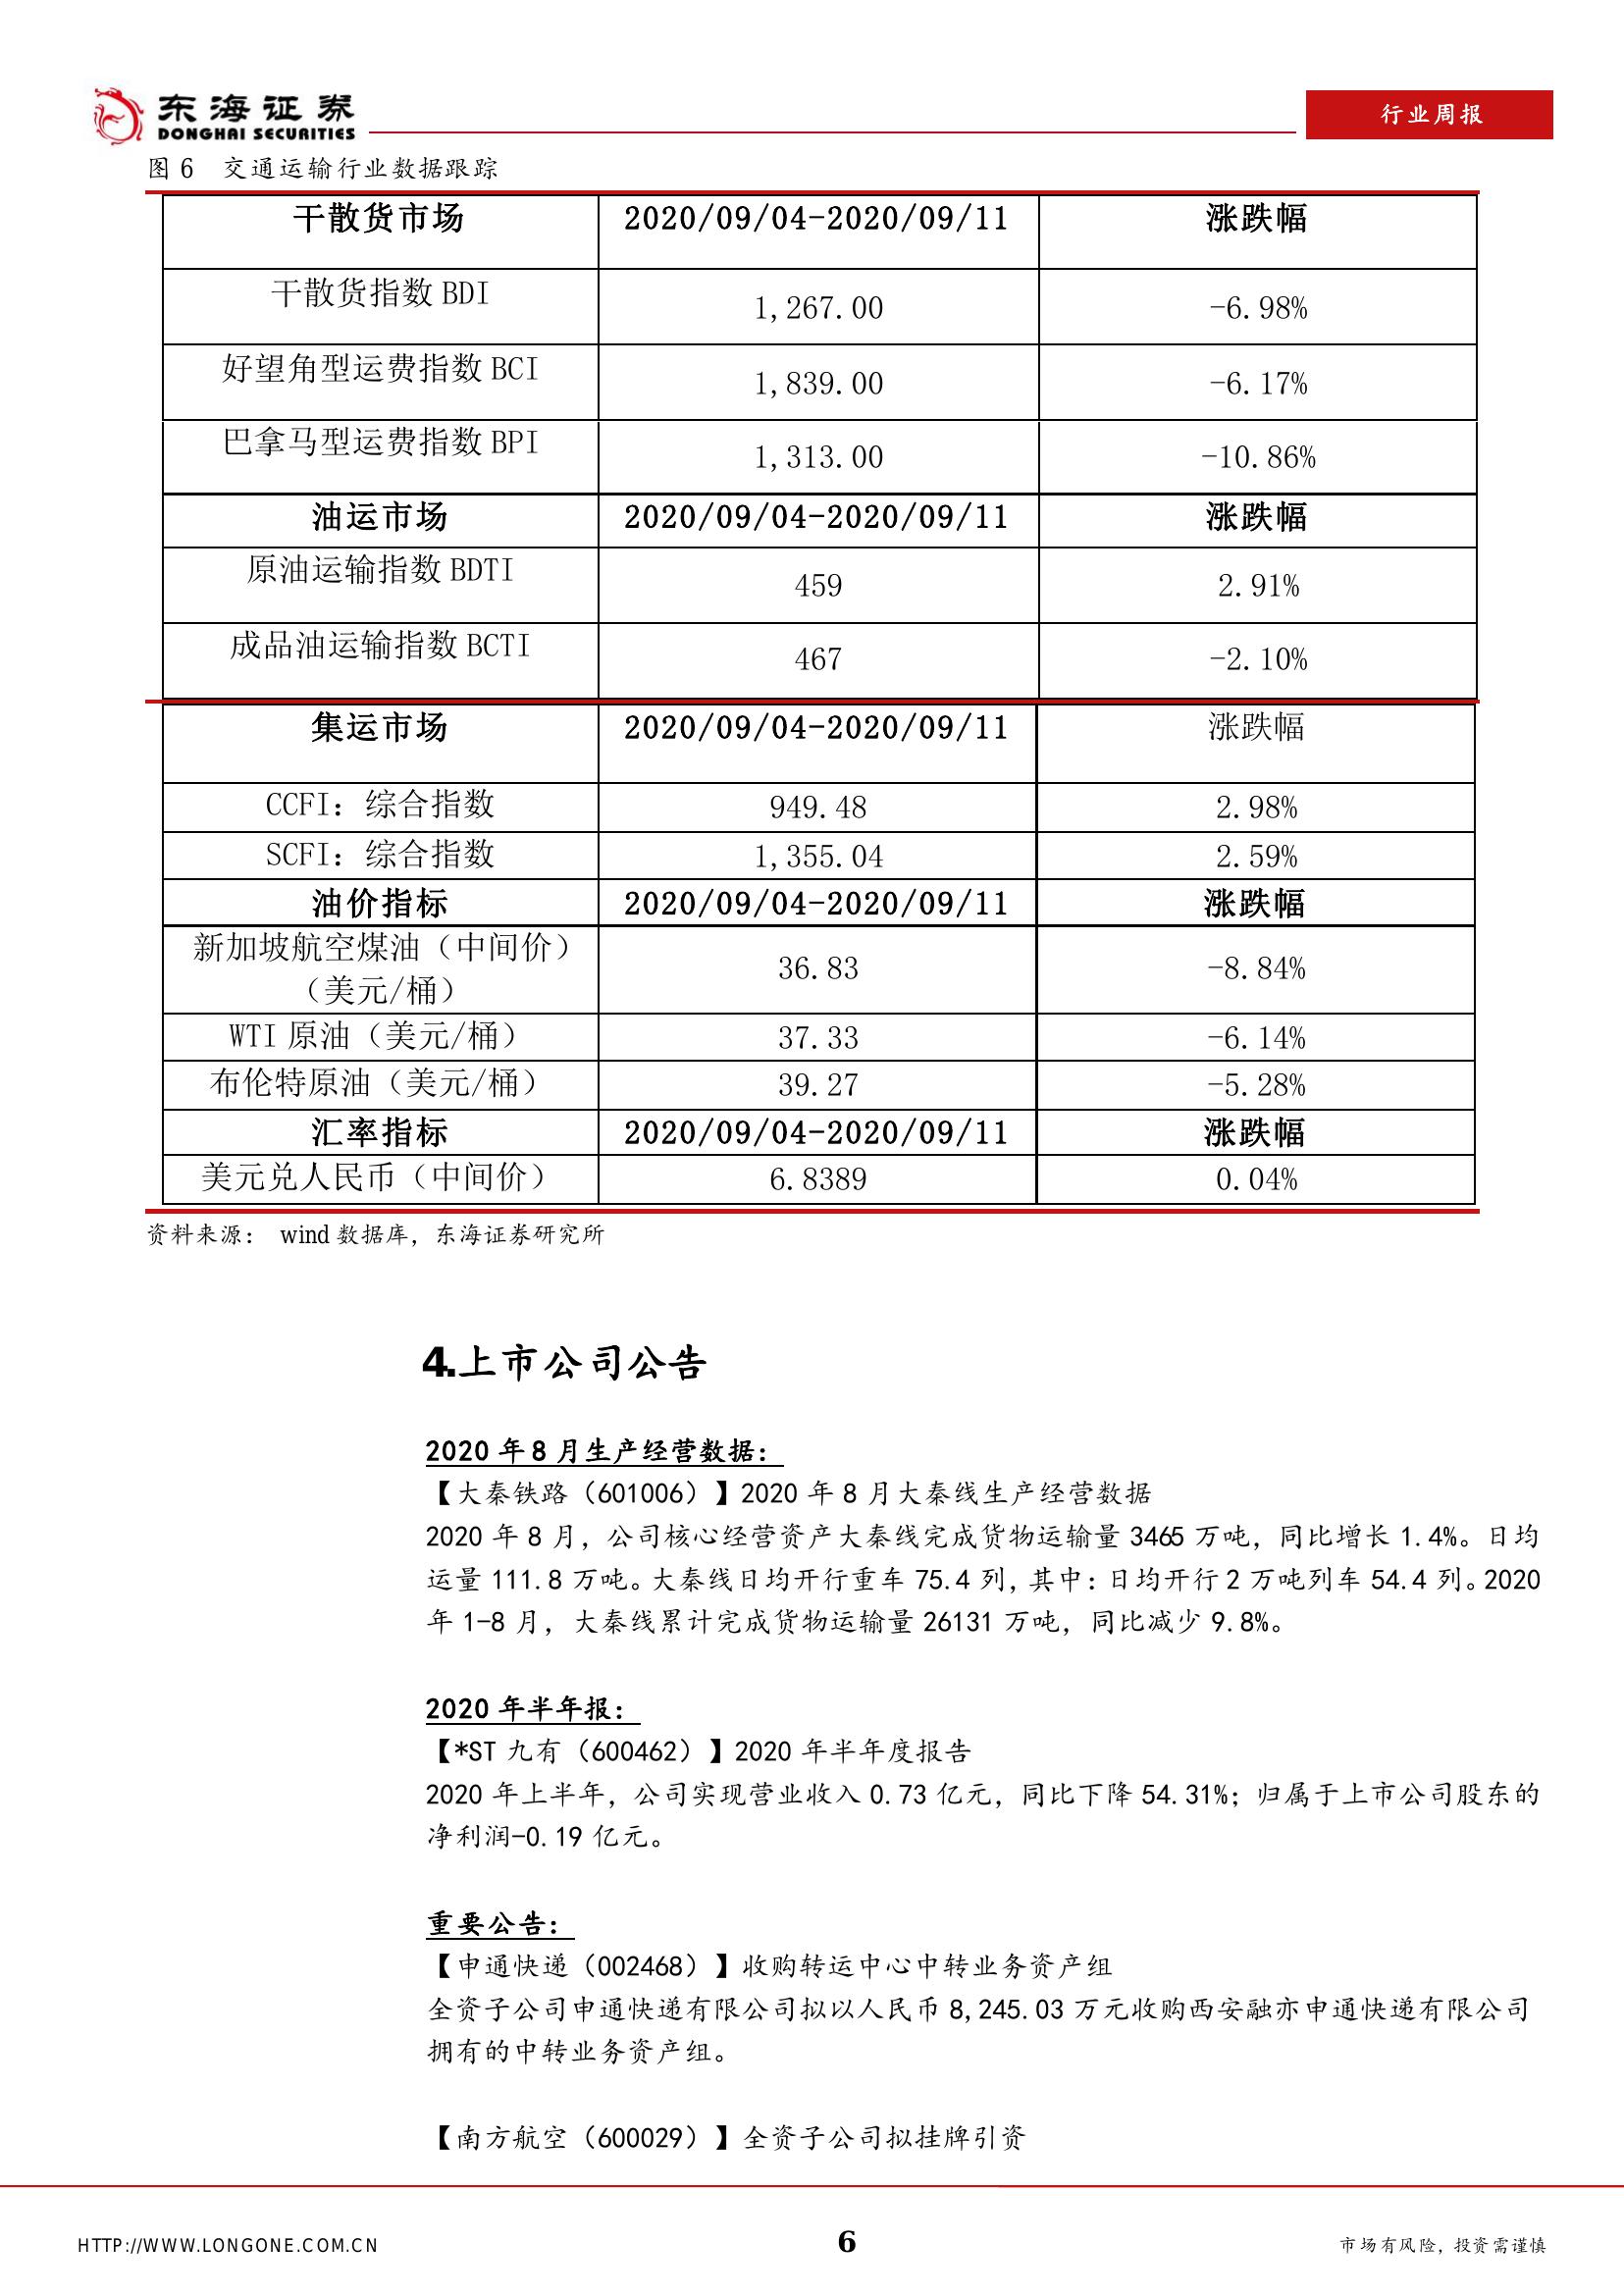 东海证券
DONGHAI SECURITIES
行业周报
图 6 交通运输行业数据跟踪
干散货市场 2020/09/04-2020/09/11 涨跌幅
干散货指数 BDI 1,267.00 -6.98%
好望角型运费指数 BCI 1,839.00 -6.17%
巴拿马型运费指数 BPI 1,313.00 -10.86%
油运市场 2020/09/04-2020/09/11 涨跌幅
原油运输指数 BDTI 459 2.91%
成品油运输指数 BCTI 467 -2.10%
集运市场 2020/09/04-2020/09/11 涨跌幅
CCFI：综合指数 949.48 2.98%
SCFI：综合指数 1,355.04 2.59%
油价指标 2020/09/04-2020/09/11 涨跌幅
新加坡航空煤油（中间价）
（美元/桶） 36.83 -8.84%
WTI 原油（美元/桶） 37.33 -6.14%
布伦特原油（美元/桶） 39.27 -5.28%
汇率指标 2020/09/04-2020/09/11 涨跌幅
美元兑人民币（中间价） 6.8389 0.04%
资料来源： wind 数据库，东海证券研究所
4.上市公司公告
2020 年 8 月生产经营数据：
【大秦铁路（601006）】2020 年 8 月大秦线生产经营数据
2020 年 8 月，公司核心经营资产大秦线完成货物运输量 3465 万吨，同比增长 1.4%。日均
运量 111.8 万吨。大秦线日均开行重车 75.4 列，其中：日均开行 2 万吨列车 54.4 列。2020
年 1-8 月，大秦线累计完成货物运输量 26131 万吨，同比减少 9.8%。
2020 年半年报：
【*ST 九有（600462）】2020 年半年度报告
2020 年上半年，公司实现营业收入 0.73 亿元，同比下降 54.31%；归属于上市公司股东的
净利润-0.19 亿元。
重要公告：
【申通快递（002468）】收购转运中心中转业务资产组
全资子公司申通快递有限公司拟以人民币 8,245.03 万元收购西安融亦申通快递有限公司
拥有的中转业务资产组。
【南方航空（600029）】全资子公司拟挂牌引资
HTTP://WWW.LONGONE.COM.CN 6 市场有风险，投资需谨慎